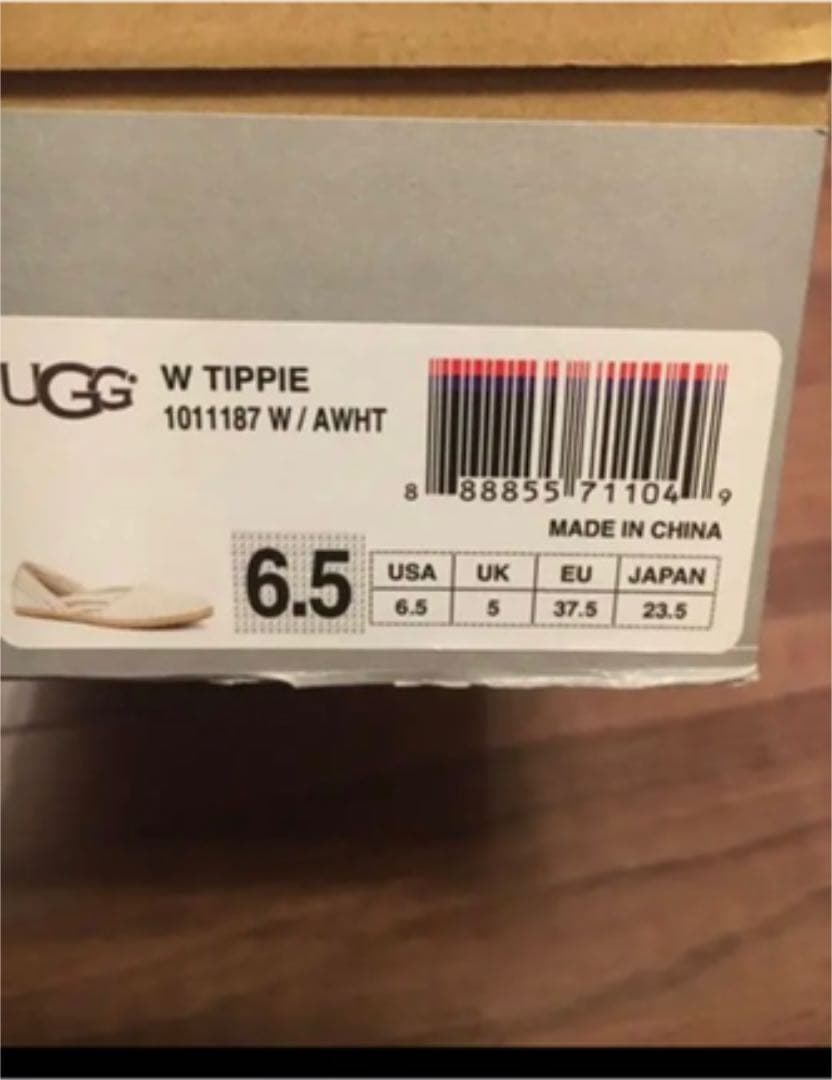 UGG
W TIPPIE
1011187 W / AWHT
8 88855 71104 9
MADE IN CHINA
6.5
USA UK EU JAPAN
6.5 5 37.5 23.5